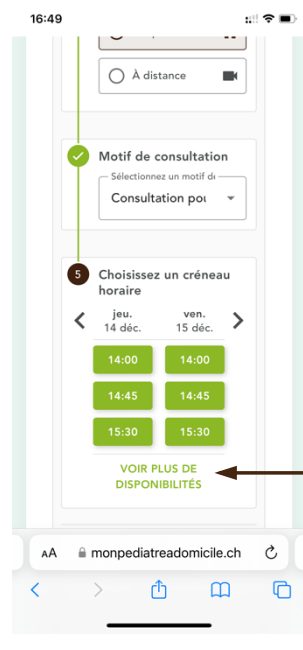 16:49
À distance
Motif de consultation
Sélectionnez un motif de
Consultation pou
5
Choisissez un créneau
horaire
jeu. ven.
14 déc. 15 déc.
14:00 14:00
14:45 14:45
15:30 15:30
VOIR PLUS DE
DISPONIBILITÉS
AA monpediatreadomicile.ch